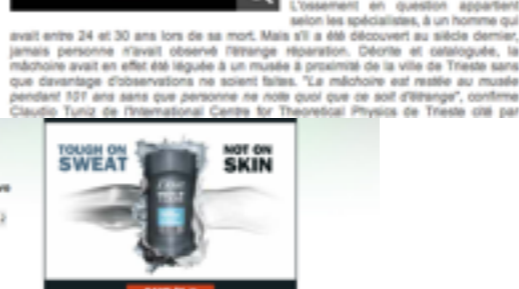 L'ossement en question appartient
selon les spécialistes, à un homme qui
avait entre 24 et 30 ans lors de sa mort. Mais s'il a été découvert au siècle dernier,
jamais personne n'avait observé l'étrange réparation. Décrite et cataloguée, la
mâchoire avait en effet été léguée à un musée à proximité de la ville de Trieste sans
que davantage d'observations ne soient faites. "La mâchoire est restée au musée
pendant 101 ans sans que personne ne note quoi que ce soit d'étrange", confirme
Claudio Tuniz de l'International Centre for Theoretical Physics de Trieste cité par
TOUGH ON
SWEAT
NOT ON
SKIN